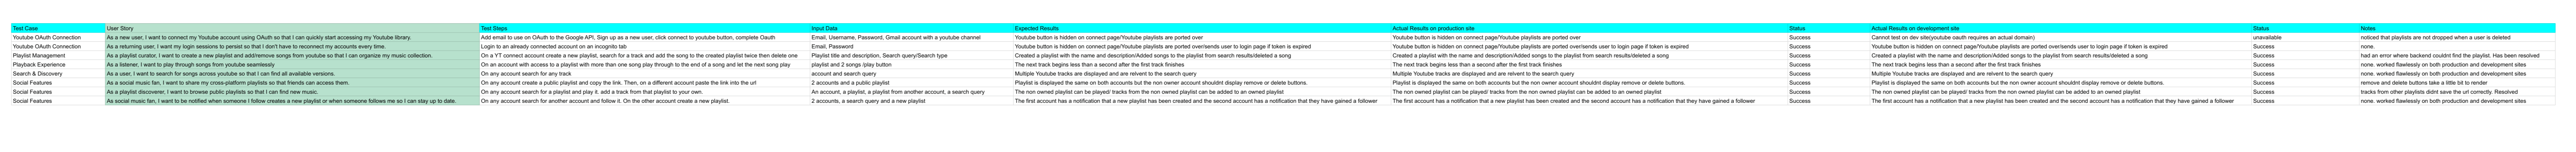 Test Case User Story Test Steps Input Data Expected Results Actual Results on production site Status Actual Results on development site Status Notes
Youtube OAuth Connection As a new user, I want to connect my Youtube account using OAuth so that I can quickly start accessing my Youtube library. Add email to use on OAuth to the Google API, Sign up as a new user, click connect to youtube button, complete Oauth Email, Username, Password, Gmail account with a youtube channel Youtube button is hidden on connect page/Youtube playlists are ported over Youtube button is hidden on connect page/Youtube playlists are ported over Success Cannot test on dev site(youtube oauth requires an actual domain) unavailable noticed that playlists are not dropped when a user is deleted
Youtube OAuth Connection As a returning user, I want my login sessions to persist so that I don't have to reconnect my accounts every time. Login to an already connected account on an incognito tab Email, Password Youtube button is hidden on connect page/Youtube playlists are ported over/sends user to login page if token is expired Youtube button is hidden on connect page/Youtube playlists are ported over/sends user to login page if token is expired Success Youtube button is hidden on connect page/Youtube playlists are ported over/sends user to login page if token is expired Success none.
Playlist Management As a playlist curator, I want to create a new playlist and add/remove songs from youtube so that I can organize my music collection. On a YT connect account create a new playlist, search for a track and add the song to the created playlist twice then delete one Playlist title and description, Search query/Search type Created a playlist with the name and description/Added songs to the playlist from search results/deleted a song Created a playlist with the name and description/Added songs to the playlist from search results/deleted a song Success Created a playlist with the name and description/Added songs to the playlist from search results/deleted a song Success had an error where backend couldnt find the playlist. Has been resolved
Playback Experience As a listener, I want to play through songs from youtube seamlessly On an account with access to a playlist with more than one song play through to the end of a song and let the next song play playlist and 2 songs /play button The next track begins less than a second after the first track finishes The next track begins less than a second after the first track finishes Success The next track begins less than a second after the first track finishes Success none. worked flawlessly on both production and development sites
Search & Discovery As a user, I want to search for songs across youtube so that I can find all available versions. On any account search for any track account and search query Multiple Youtube tracks are displayed and are relvent to the search query Multiple Youtube tracks are displayed and are relvent to the search query Success Multiple Youtube tracks are displayed and are relvent to the search query Success none. worked flawlessly on both production and development sites
Social Features As a social music fan, I want to share my cross-platform playlists so that friends can access them. On any account create a public playlist and copy the link. Then, on a different account paste the link into the url 2 accounts and a public playlist Playlist is displayed the same on both accounts but the non owner account shouldnt display remove or delete buttons. Playlist is displayed the same on both accounts but the non owner account shouldnt display remove or delete buttons. Success Playlist is displayed the same on both accounts but the non owner account shouldnt display remove or delete buttons. Success remove and delete buttons take a little bit to render
Social Features As a playlist discoverer, I want to browse public playlists so that I can find new music. On any account search for a playlist and play it. add a track from that playlist to your own. An account, a playlist, a playlist from another account, a search query The non owned playlist can be played/ tracks from the non owned playlist can be added to an owned playlist The non owned playlist can be played/ tracks from the non owned playlist can be added to an owned playlist Success The non owned playlist can be played/ tracks from the non owned playlist can be added to an owned playlist Success tracks from other playlists didnt save the url correctly. Resolved
Social Features As social music fan, I want to be notified when someone I follow creates a new playlist or when someone follows me so I can stay up to date. On any account search for another account and follow it. On the other account create a new playlist. 2 accounts, a search query and a new playlist The first account has a notification that a new playlist has been created and the second account has a notification that they have gained a follower The first account has a notification that a new playlist has been created and the second account has a notification that they have gained a follower Success The first account has a notification that a new playlist has been created and the second account has a notification that they have gained a follower Success none. worked flawlessly on both production and development sites